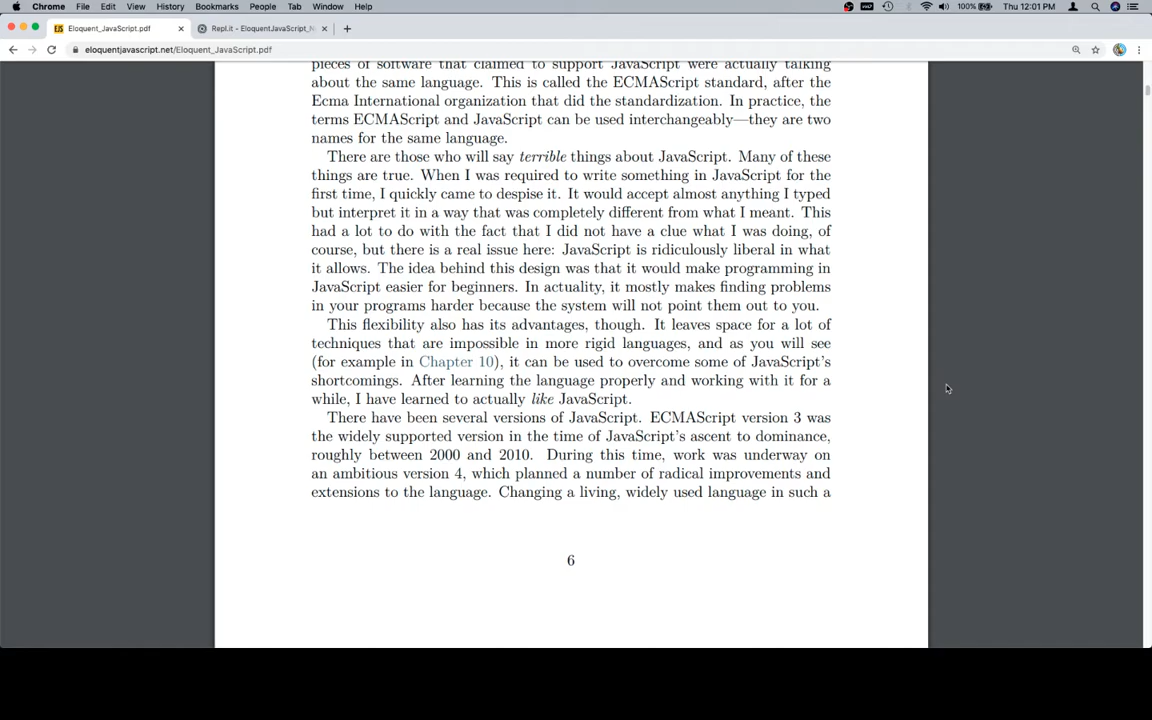 Chrome File Edit View History Bookmarks People Tab Window Help 100% Thu 12:01 PM
Eloquent_JavaScript.pdf Repl.it - EloquentJavaScript_N
eloquentjavascript.net/Eloquent_JavaScript.pdf
pieces of software that claimed to support JavaScript were actually talking
about the same language. This is called the ECMAScript standard, after the
Ecma International organization that did the standardization. In practice, the
terms ECMAScript and JavaScript can be used interchangeably—they are two
names for the same language.
There are those who will say terrible things about JavaScript. Many of these
things are true. When I was required to write something in JavaScript for the
first time, I quickly came to despise it. It would accept almost anything I typed
but interpret it in a way that was completely different from what I meant. This
had a lot to do with the fact that I did not have a clue what I was doing, of
course, but there is a real issue here: JavaScript is ridiculously liberal in what
it allows. The idea behind this design was that it would make programming in
JavaScript easier for beginners. In actuality, it mostly makes finding problems
in your programs harder because the system will not point them out to you.
This flexibility also has its advantages, though. It leaves space for a lot of
techniques that are impossible in more rigid languages, and as you will see
(for example in Chapter 10), it can be used to overcome some of JavaScript's
shortcomings. After learning the language properly and working with it for a
while, I have learned to actually like JavaScript.
There have been several versions of JavaScript. ECMAScript version 3 was
the widely supported version in the time of JavaScript's ascent to dominance,
roughly between 2000 and 2010. During this time, work was underway on
an ambitious version 4, which planned a number of radical improvements and
extensions to the language. Changing a living, widely used language in such a
6